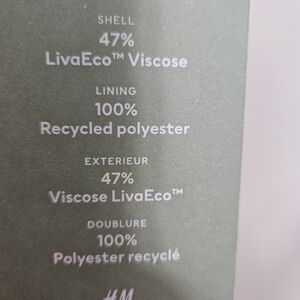 SHELL
47%
LivaEco™ Viscose
LINING
100%
Recycled polyester
EXTERIEUR
47%
Viscose LivaEco™
DOUBLURE
100%
Polyester recyclé
H&M